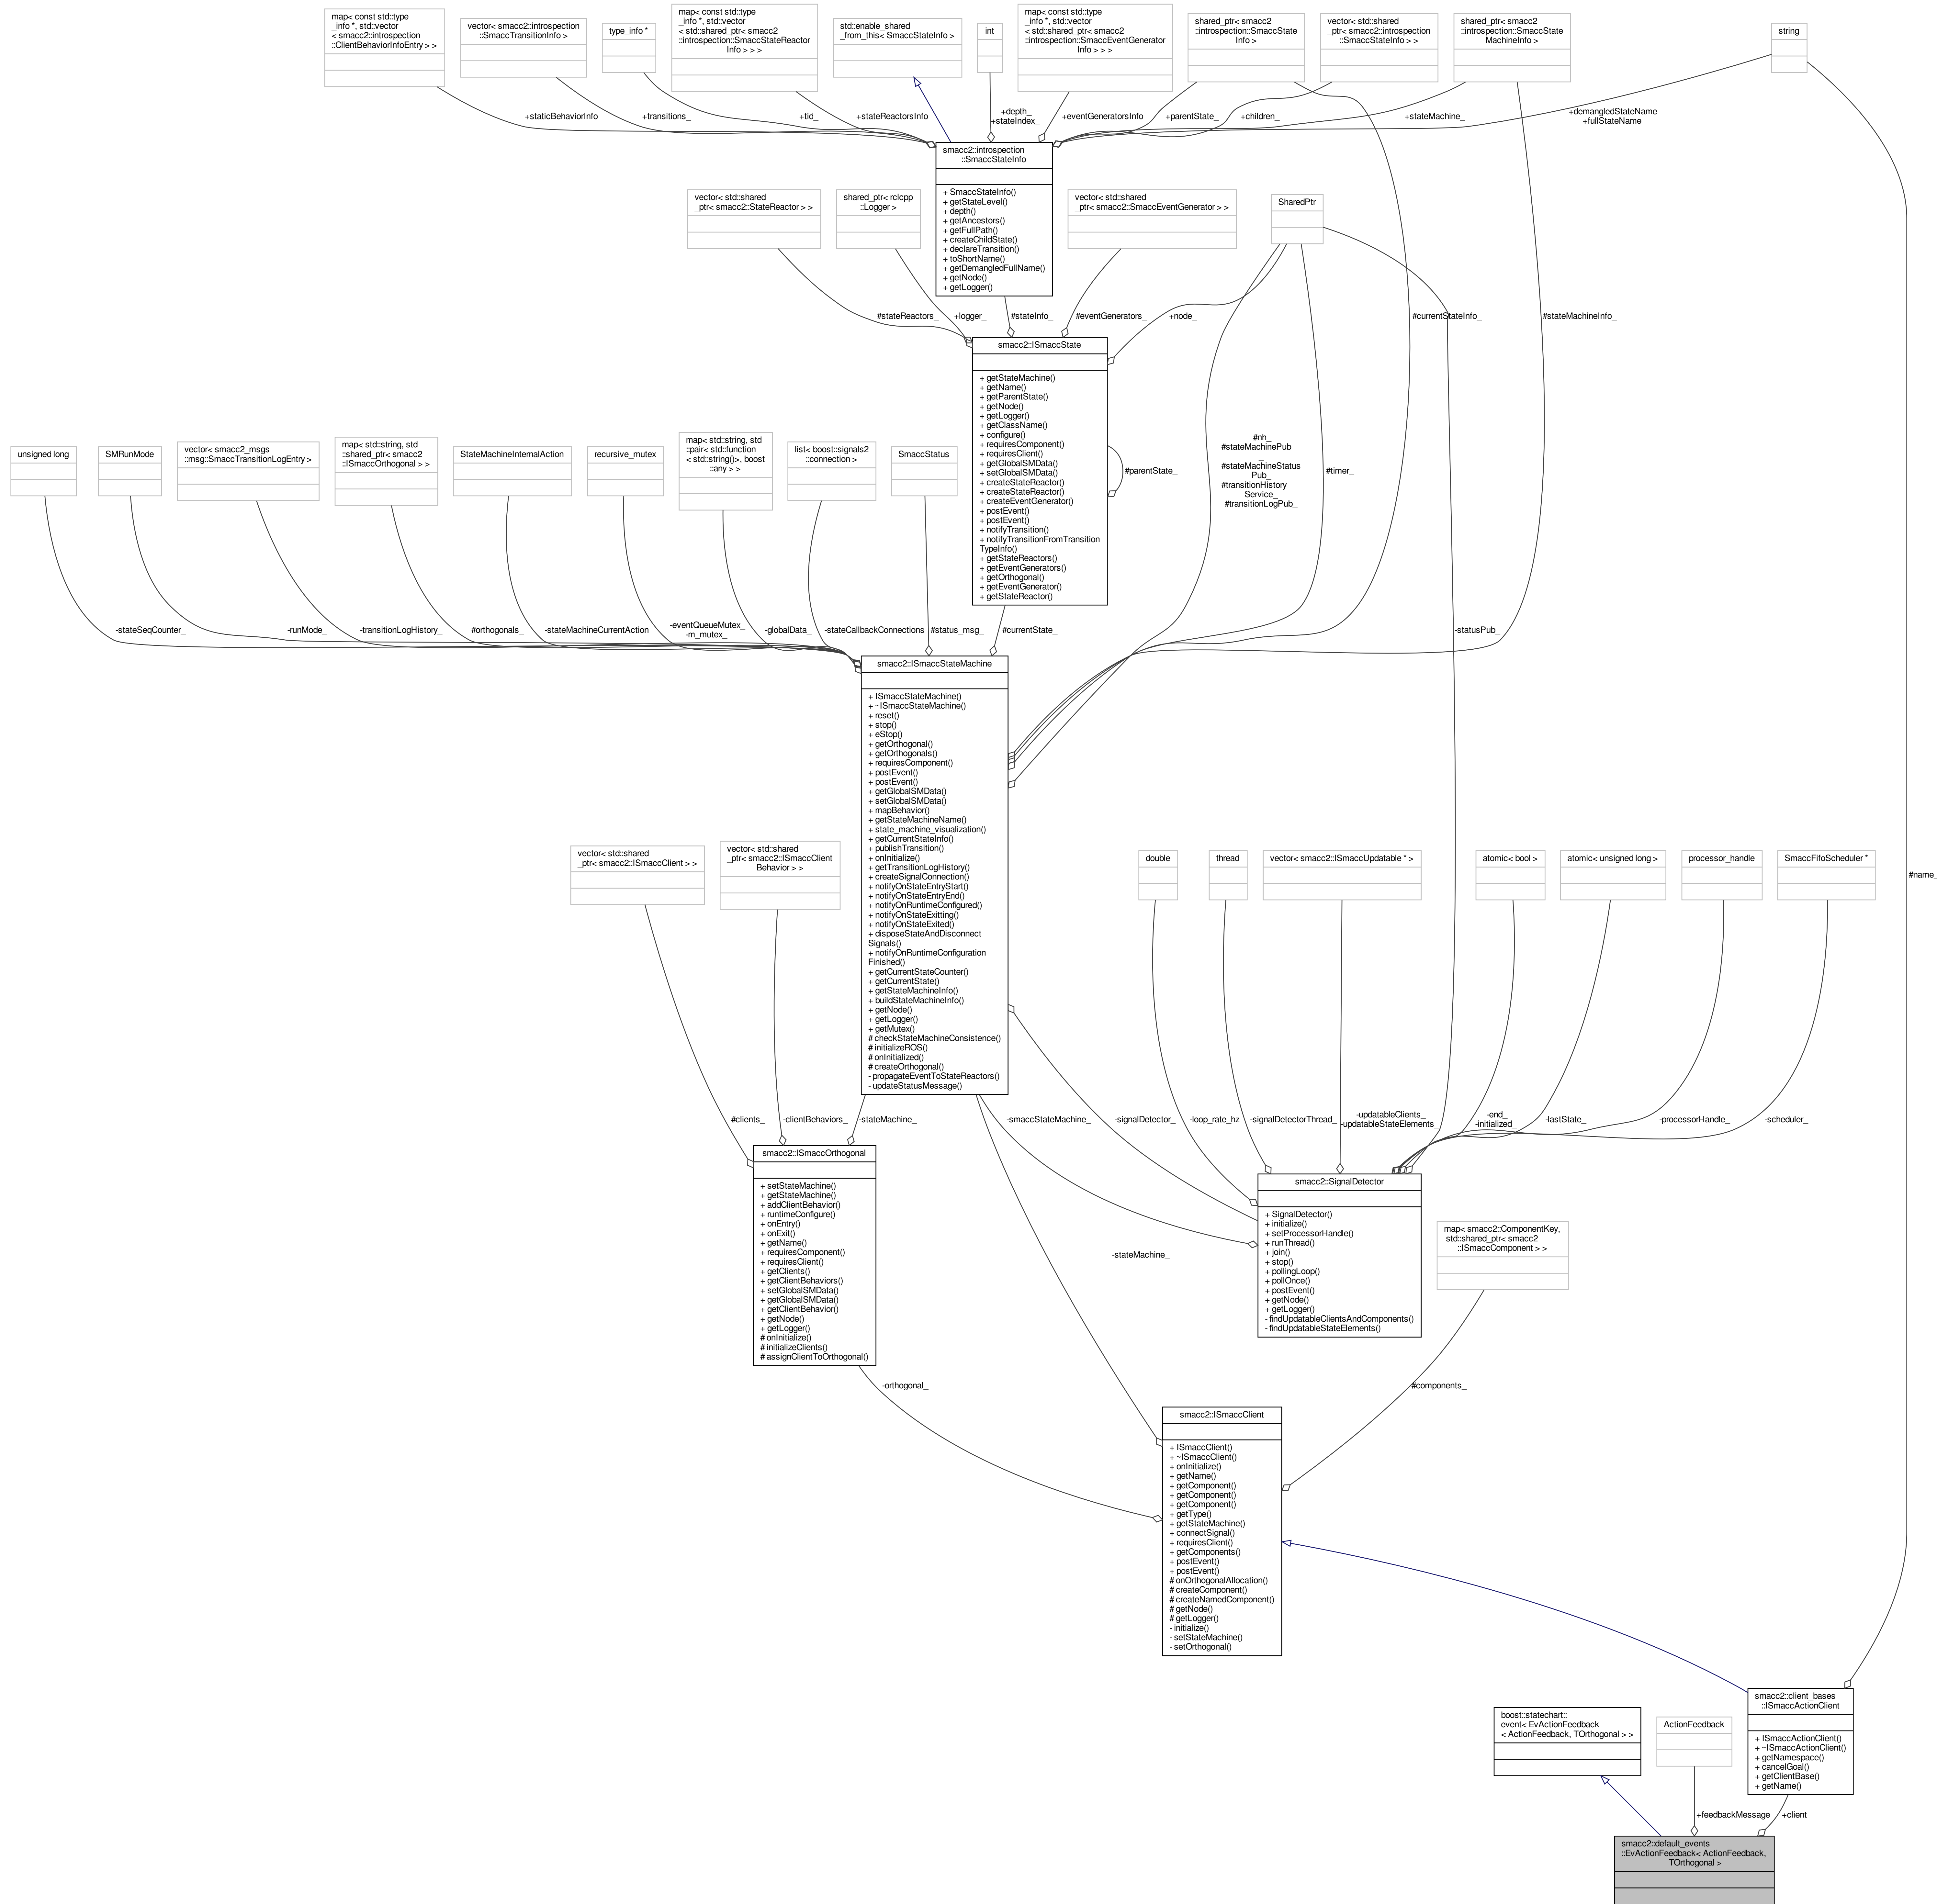 map< const std::type
_info *, std::vector
< smacc2::introspection
::ClientBehaviorInfoEntry > >
vector< smacc2::introspection
::SmaccTransitionInfo >
type_info *
map< const std::type
_info *, std::vector
< std::shared_ptr< smacc2
::introspection::SmaccStateReactor
Info > > >
std::enable_shared
_from_this< SmaccStateInfo >
int
map< const std::type
_info *, std::vector
< std::shared_ptr< smacc2
::introspection::SmaccEventGenerator
Info > > >
shared_ptr< smacc2
::introspection::SmaccState
Info >
vector< std::shared
_ptr< smacc2::introspection
::SmaccStateInfo > >
shared_ptr< smacc2
::introspection::SmaccState
MachineInfo >
string
+staticBehaviorInfo
+transitions_
+tid_
+stateReactorsInfo
+depth_
+stateIndex_
+eventGeneratorsInfo
+parentState_
+children_
+stateMachine_
+demangledStateName
+fullStateName
smacc2::introspection
::SmaccStateInfo
+ SmaccStateInfo()
+ getStateLevel()
+ depth()
+ getAncestors()
+ getFullPath()
+ createChildState()
+ declareTransition()
+ toShortName()
+ getDemangledFullName()
+ getNode()
+ getLogger()
vector< std::shared
_ptr< smacc2::StateReactor > >
shared_ptr< rclcpp
::Logger >
vector< std::shared
_ptr< smacc2::SmaccEventGenerator > >
SharedPtr
#stateReactors_
+logger_
#stateInfo_
#eventGenerators_
+node_
#currentStateInfo_
#stateMachineInfo_
smacc2::ISmaccState
+ getStateMachine()
+ getName()
+ getParentState()
+ getNode()
+ getLogger()
+ getClassName()
+ configure()
+ requiresComponent()
+ requiresClient()
+ getGlobalSMData()
+ setGlobalSMData()
+ createStateReactor()
+ createStateReactor()
+ createEventGenerator()
+ postEvent()
+ postEvent()
+ notifyTransition()
+ notifyTransitionFromTransition
TypeInfo()
+ getStateReactors()
+ getEventGenerators()
+ getOrthogonal()
+ getEventGenerator()
+ getStateReactor()
#parentState_
#nh_
#stateMachinePub
_
#stateMachineStatus
Pub_
#transitionHistory
Service_
#transitionLogPub_
#timer_
unsigned long
SMRunMode
vector< smacc2_msgs
::msg::SmaccTransitionLogEntry >
map< std::string, std
::shared_ptr< smacc2
::ISmaccOrthogonal > >
StateMachineInternalAction
recursive_mutex
map< std::string, std
::pair< std::function
< std::string()>, boost
::any > >
list< boost::signals2
::connection >
SmaccStatus
-stateSeqCounter_
-runMode_
-transitionLogHistory_
#orthogonals_
-stateMachineCurrentAction
-eventQueueMutex_
-m_mutex_
-globalData_
-stateCallbackConnections
#status_msg_
#currentState_
-statusPub_
smacc2::ISmaccStateMachine
+ ISmaccStateMachine()
+ ~ISmaccStateMachine()
+ reset()
+ stop()
+ eStop()
+ getOrthogonal()
+ getOrthogonals()
+ requiresComponent()
+ postEvent()
+ postEvent()
+ getGlobalSMData()
+ setGlobalSMData()
+ mapBehavior()
+ getStateMachineName()
+ state_machine_visualization()
+ getCurrentStateInfo()
+ publishTransition()
+ onInitialize()
+ getTransitionLogHistory()
+ createSignalConnection()
+ notifyOnStateEntryStart()
+ notifyOnStateEntryEnd()
+ notifyOnRuntimeConfigured()
+ notifyOnStateExitting()
+ notifyOnStateExited()
+ disposeStateAndDisconnect
Signals()
+ notifyOnRuntimeConfiguration
Finished()
+ getCurrentStateCounter()
+ getCurrentState()
+ getStateMachineInfo()
+ buildStateMachineInfo()
+ getNode()
+ getLogger()
+ getMutex()
# checkStateMachineConsistence()
# initializeROS()
# onInitialized()
# createOrthogonal()
- propagateEventToStateReactors()
- updateStatusMessage()
vector< std::shared
_ptr< smacc2::ISmaccClient > >
vector< std::shared
_ptr< smacc2::ISmaccClient
Behavior > >
double
thread
vector< smacc2::ISmaccUpdatable * >
atomic< bool >
atomic< unsigned long >
processor_handle
SmaccFifoScheduler *
#name_
#clients_
-clientBehaviors_
-stateMachine_
-smaccStateMachine_
-signalDetector_
-loop_rate_hz
-signalDetectorThread_
-updatableClients_
-updatableStateElements_
-end_
-initialized_
-lastState_
-processorHandle_
-scheduler_
smacc2::ISmaccOrthogonal
+ setStateMachine()
+ getStateMachine()
+ addClientBehavior()
+ runtimeConfigure()
+ onEntry()
+ onExit()
+ getName()
+ requiresComponent()
+ requiresClient()
+ getClients()
+ getClientBehaviors()
+ setGlobalSMData()
+ getGlobalSMData()
+ getClientBehavior()
+ getNode()
+ getLogger()
# onInitialize()
# initializeClients()
# assignClientToOrthogonal()
smacc2::SignalDetector
+ SignalDetector()
+ initialize()
+ setProcessorHandle()
+ runThread()
+ join()
+ stop()
+ pollingLoop()
+ pollOnce()
+ postEvent()
+ getNode()
+ getLogger()
- findUpdatableClientsAndComponents()
- findUpdatableStateElements()
map< smacc2::ComponentKey,
std::shared_ptr< smacc2
::ISmaccComponent > >
-stateMachine_
-orthogonal_
#components_
smacc2::ISmaccClient
+ ISmaccClient()
+ ~ISmaccClient()
+ onInitialize()
+ getName()
+ getComponent()
+ getComponent()
+ getComponent()
+ getType()
+ getStateMachine()
+ connectSignal()
+ requiresClient()
+ getComponents()
+ postEvent()
+ postEvent()
# onOrthogonalAllocation()
# createComponent()
# createNamedComponent()
# getNode()
# getLogger()
- initialize()
- setStateMachine()
- setOrthogonal()
smacc2::client_bases
::ISmaccActionClient
+ ISmaccActionClient()
+ ~ISmaccActionClient()
+ getNamespace()
+ cancelGoal()
+ getClientBase()
+ getName()
boost::statechart::
event< EvActionFeedback
< ActionFeedback, TOrthogonal > >
ActionFeedback
+feedbackMessage
+client
smacc2::default_events
::EvActionFeedback< ActionFeedback,
TOrthogonal >